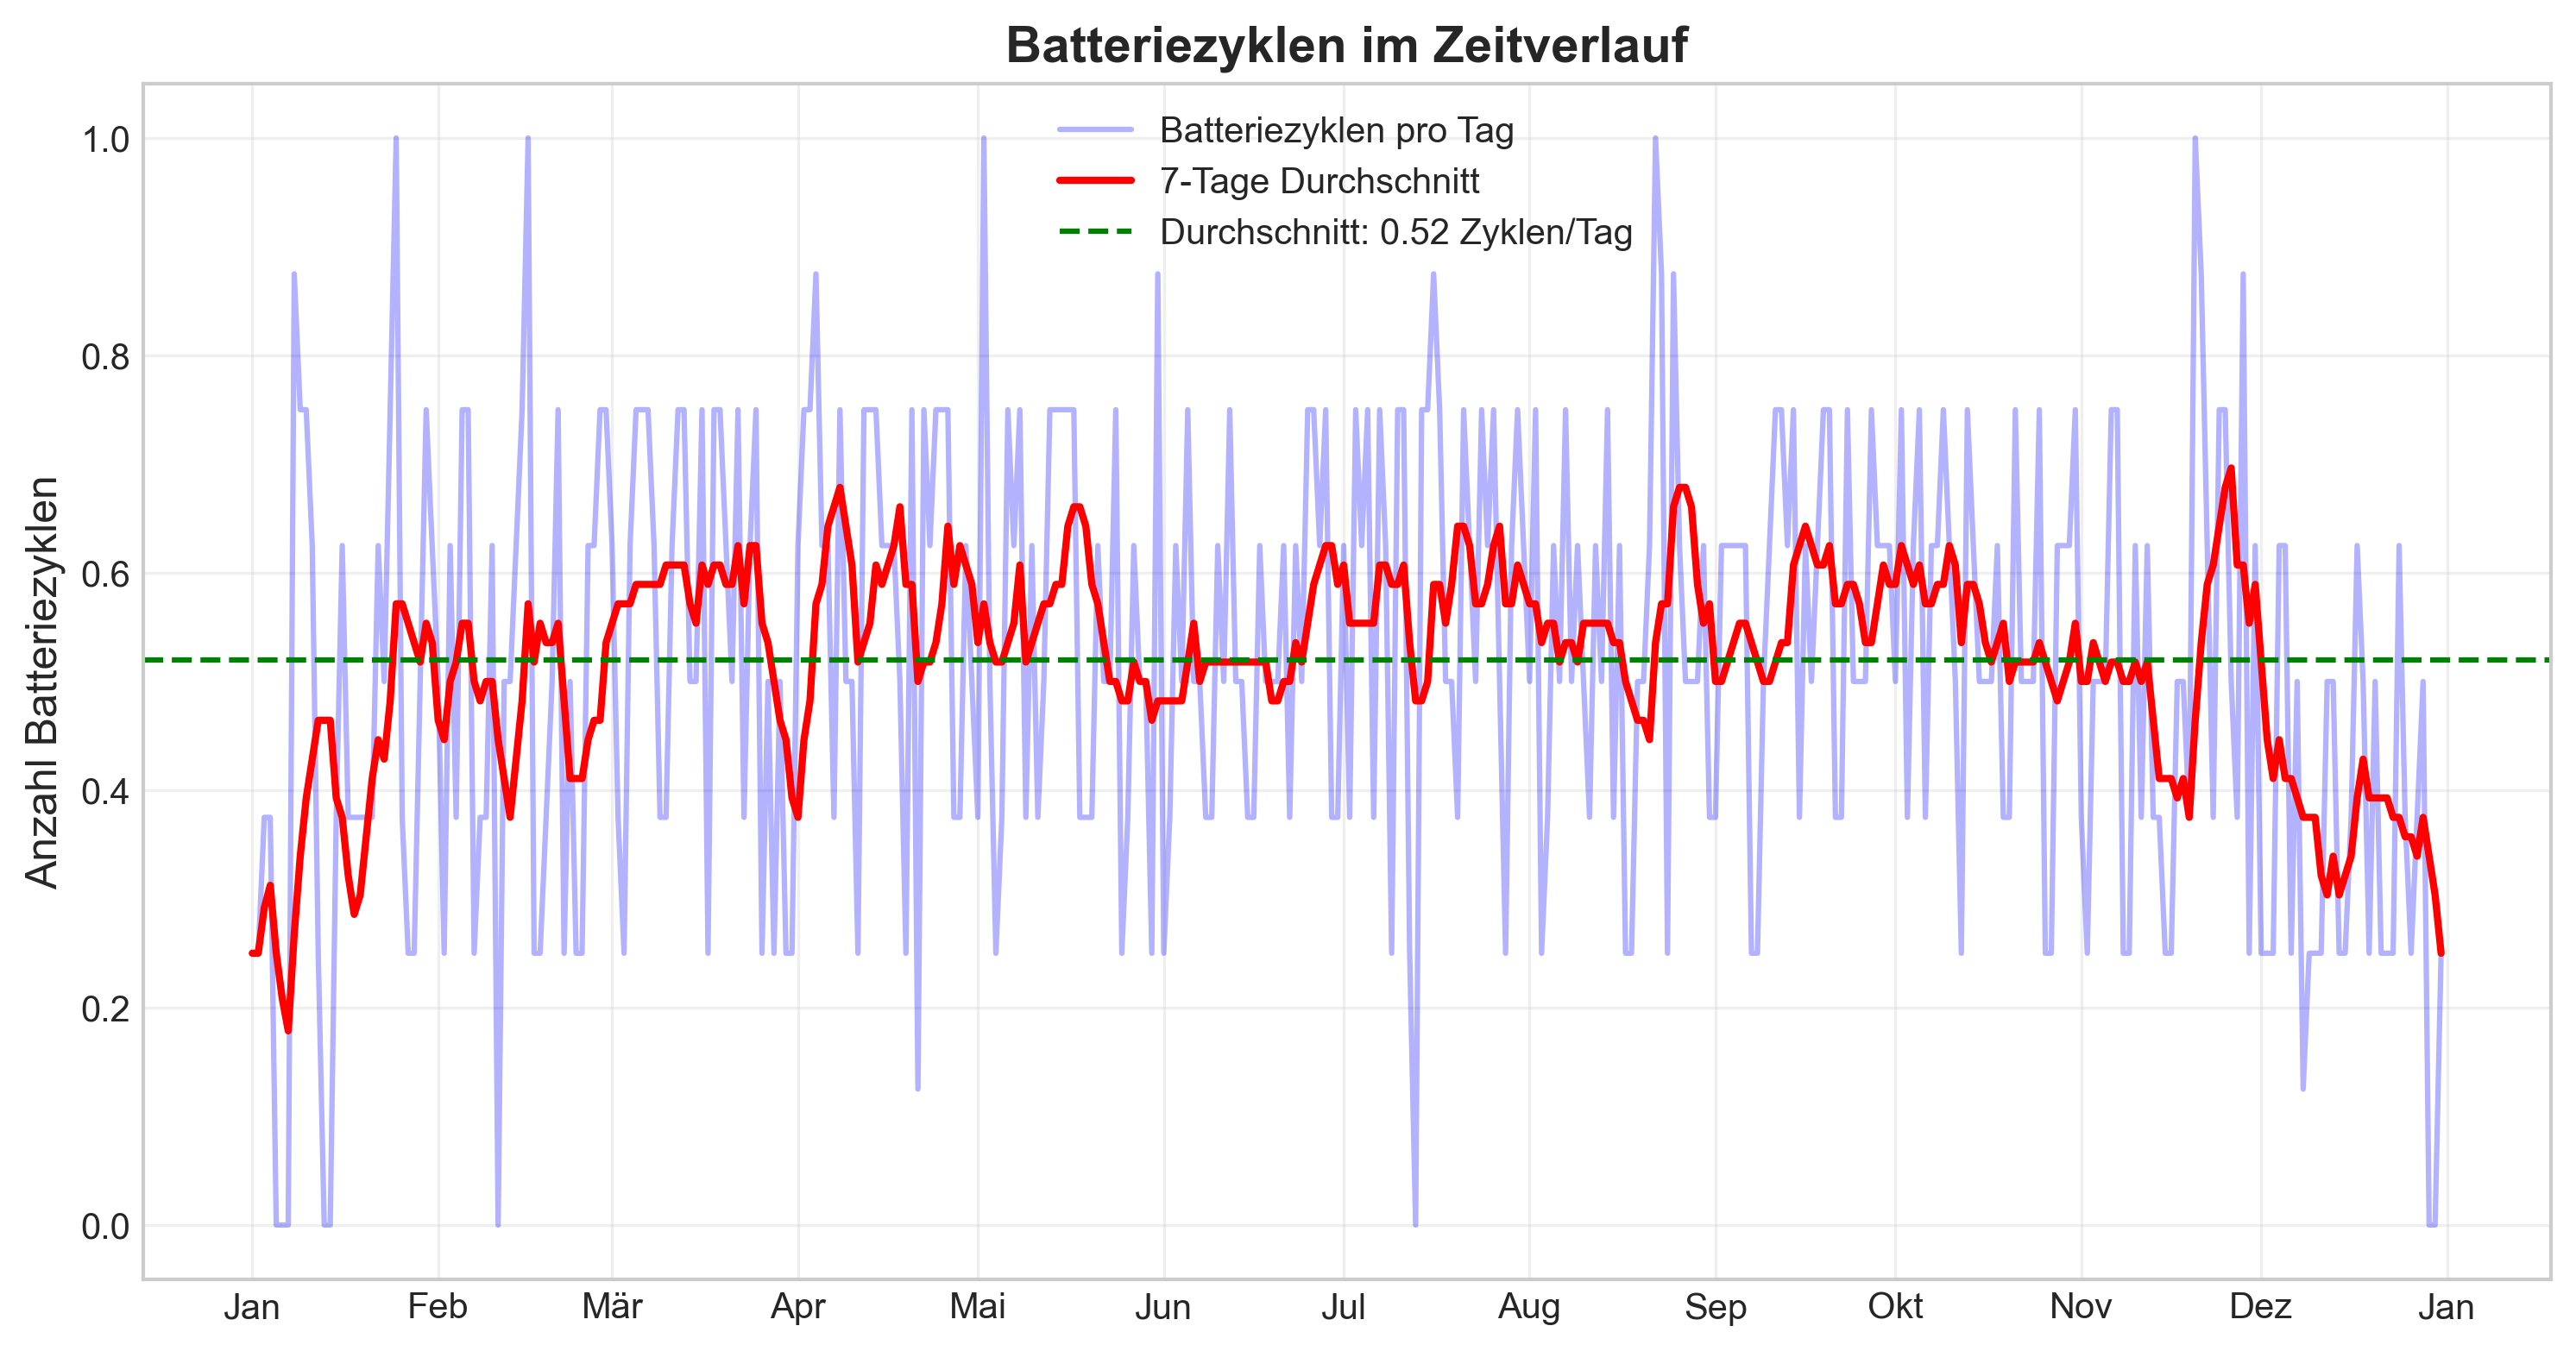 Batteriezyklen im Zeitverlauf
Batteriezyklen pro Tag
7-Tage Durchschnitt
Durchschnitt: 0.52 Zyklen/Tag
Anzahl Batteriezyklen
1.0
0.8
0.6
0.4
0.2
0.0
Jan Feb Mär Apr Mai Jun Jul Aug Sep Okt Nov Dez Jan